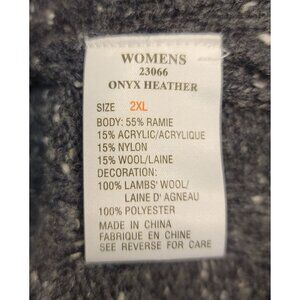 WOMENS
23066
ONYX HEATHER
SIZE 2XL
BODY: 55% RAMIE
15% ACRYLIC/ACRYLIQUE
15% NYLON
15% WOOL/LAINE
DECORATION:
100% LAMBS' WOOL/
LAINE D' AGNEAU
100% POLYESTER
MADE IN CHINA
FABRIQUE EN CHINE
SEE REVERSE FOR CARE